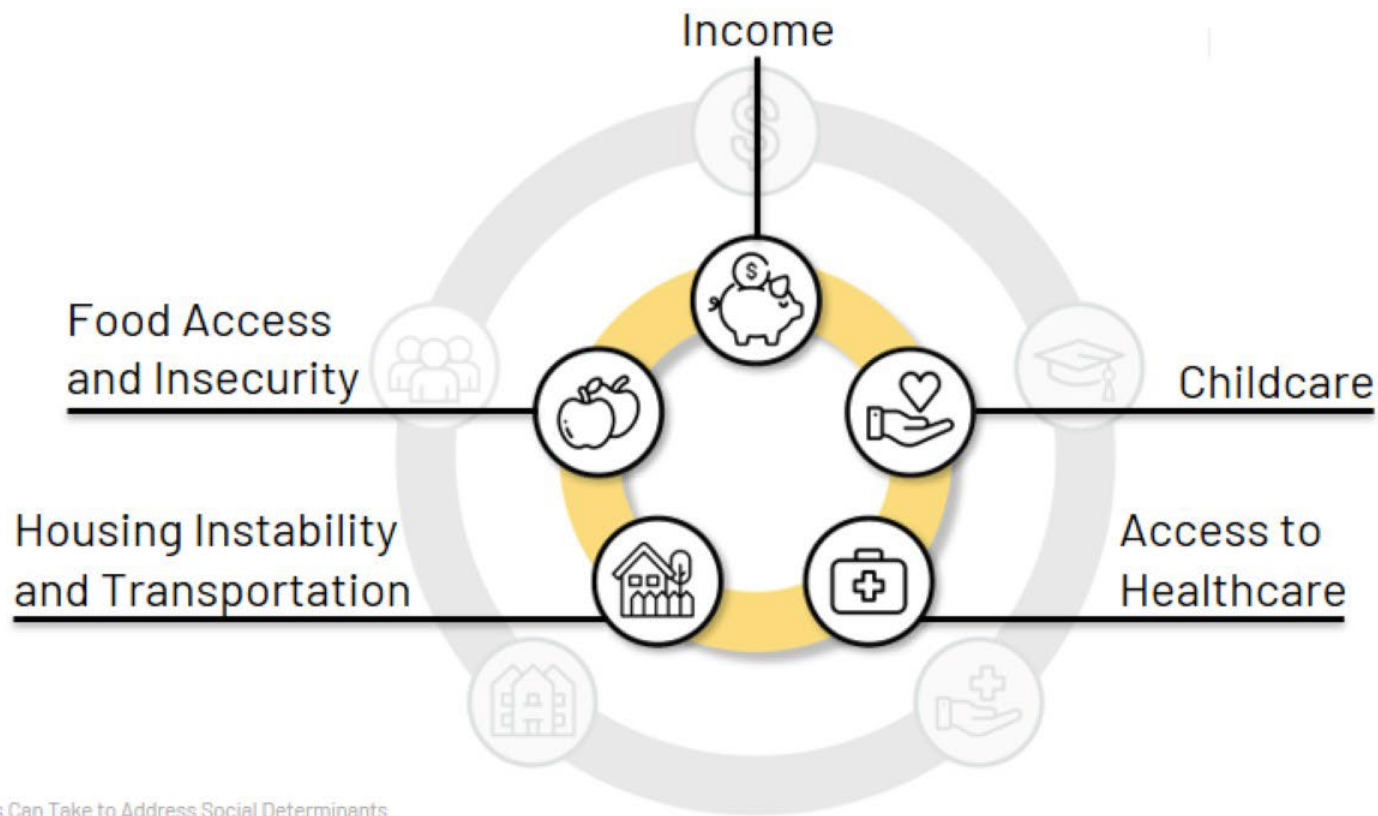 Income
Food Access
and Insecurity
Childcare
Housing Instability
and Transportation
Access to
Healthcare
Can Take to Address Social Determinants